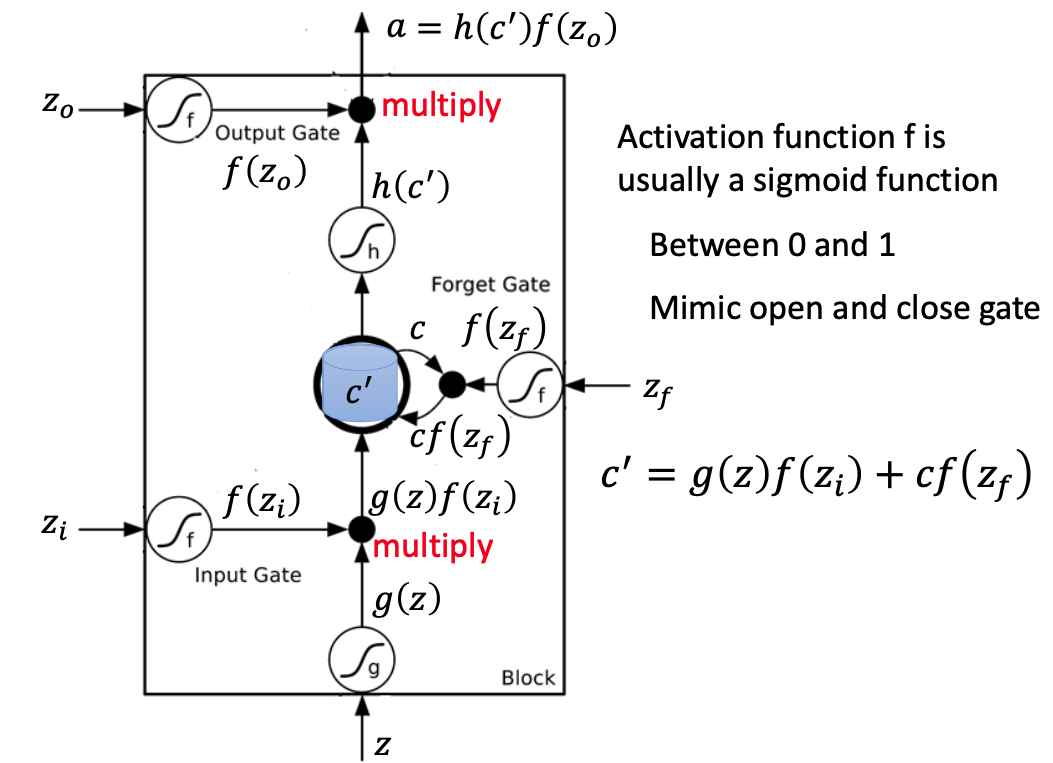 a = h(c′)f(z_o)
z_o
f
multiply
Output Gate
f(z_o)
h(c′)
h
Activation function f is
usually a sigmoid function
Between 0 and 1
Mimic open and close gate
Forget Gate
c
f(z_f)
c′
f
z_f
cf(z_f)
c′ = g(z)f(z_i) + cf(z_f)
f(z_i)
g(z)f(z_i)
z_i
f
multiply
Input Gate
g(z)
g
Block
z